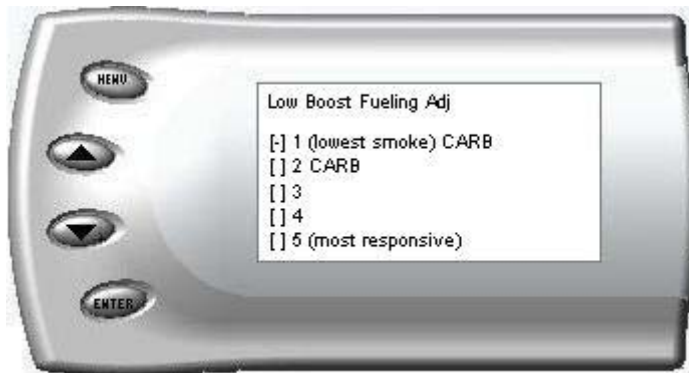 MENU
Low Boost Fueling Adj
[-] 1 (lowest smoke) CARB
[ ] 2 CARB
[ ] 3
[ ] 4
[ ] 5 (most responsive)
ENTER